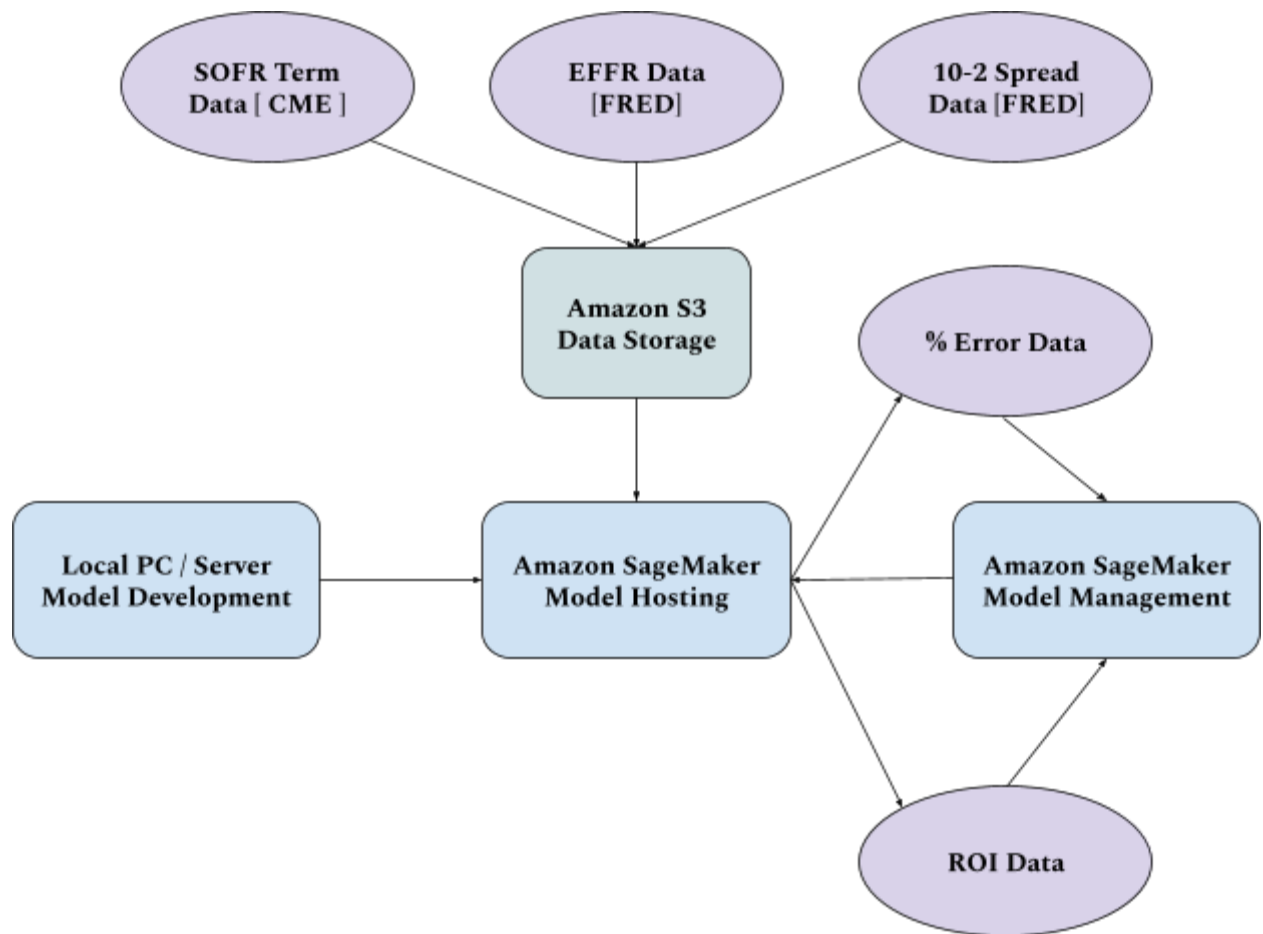 SOFR Term
Data [ CME ]
EFFR Data
[FRED]
10-2 Spread
Data [FRED]
Amazon S3
Data Storage
% Error Data
Local PC / Server
Model Development
Amazon SageMaker
Model Hosting
Amazon SageMaker
Model Management
ROI Data